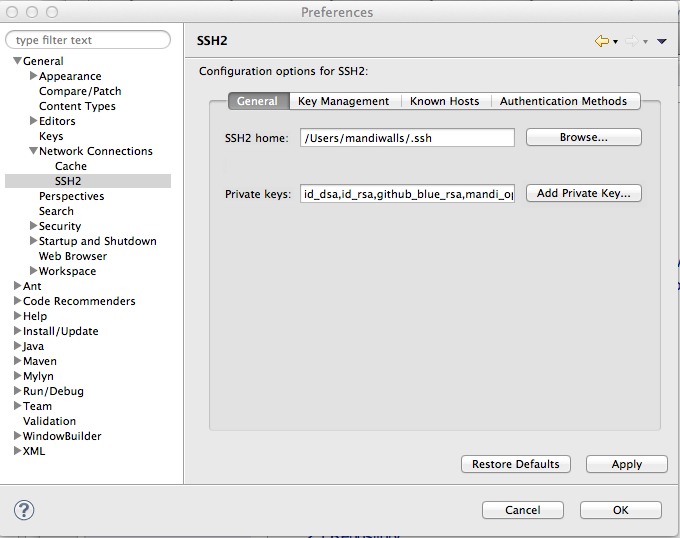 Preferences
type filter text
General
Appearance
Compare/Patch
Content Types
Editors
Keys
Network Connections
Cache
SSH2
Perspectives
Search
Security
Startup and Shutdown
Web Browser
Workspace
Ant
Code Recommenders
Help
Install/Update
Java
Maven
Mylyn
Run/Debug
Team
Validation
WindowBuilder
XML
SSH2
Configuration options for SSH2:
General Key Management Known Hosts Authentication Methods
SSH2 home: /Users/mandiwalls/.ssh Browse...
Private keys: id_dsa,id_rsa,github_blue_rsa,mandi_op Add Private Key...
Restore Defaults Apply
? Cancel OK